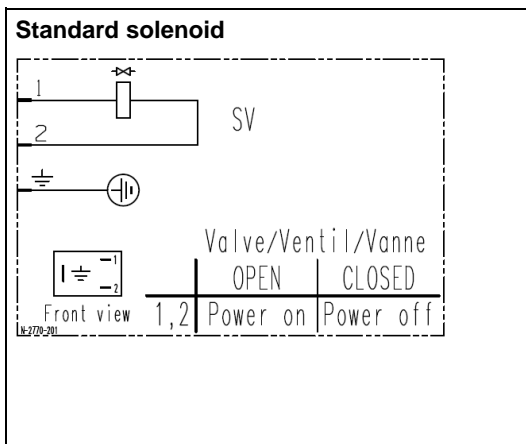 Standard solenoid
1
SV
2
Valve/Ventil/Vanne
1
OPEN CLOSED
2
Front view 1,2 Power on Power off
N-2770-201